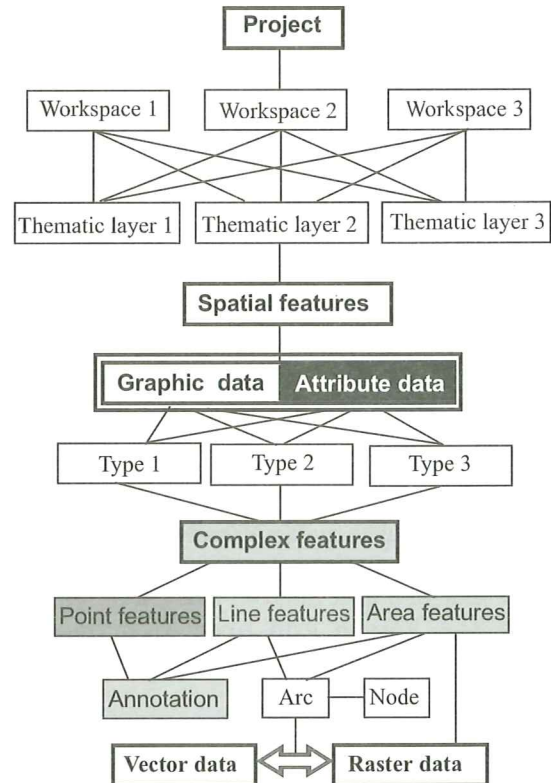 Project
Workspace 1 Workspace 2 Workspace 3
Thematic layer 1 Thematic layer 2 Thematic layer 3
Spatial features
Graphic data Attribute data
Type 1 Type 2 Type 3
Complex features
Point features Line features Area features
Annotation Arc Node
Vector data Raster data